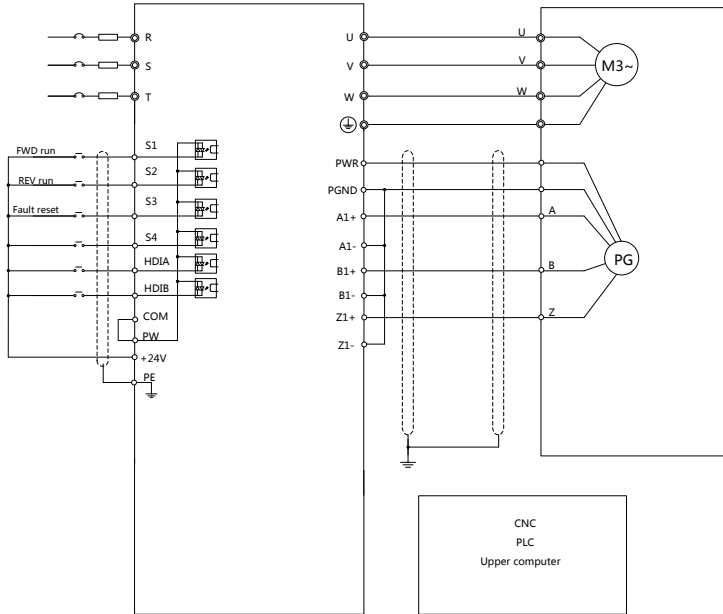 R
S
T
FWD run
REV run
Fault reset
S1
S2
S3
S4
HDIA
HDIB
COM
PW
+24V
PE
U
V
W
PWR
PGND
A1+
A1-
B1+
B1-
Z1+
Z1-
U
V
W
A
B
Z
M3~
PG
CNC
PLC
Upper computer